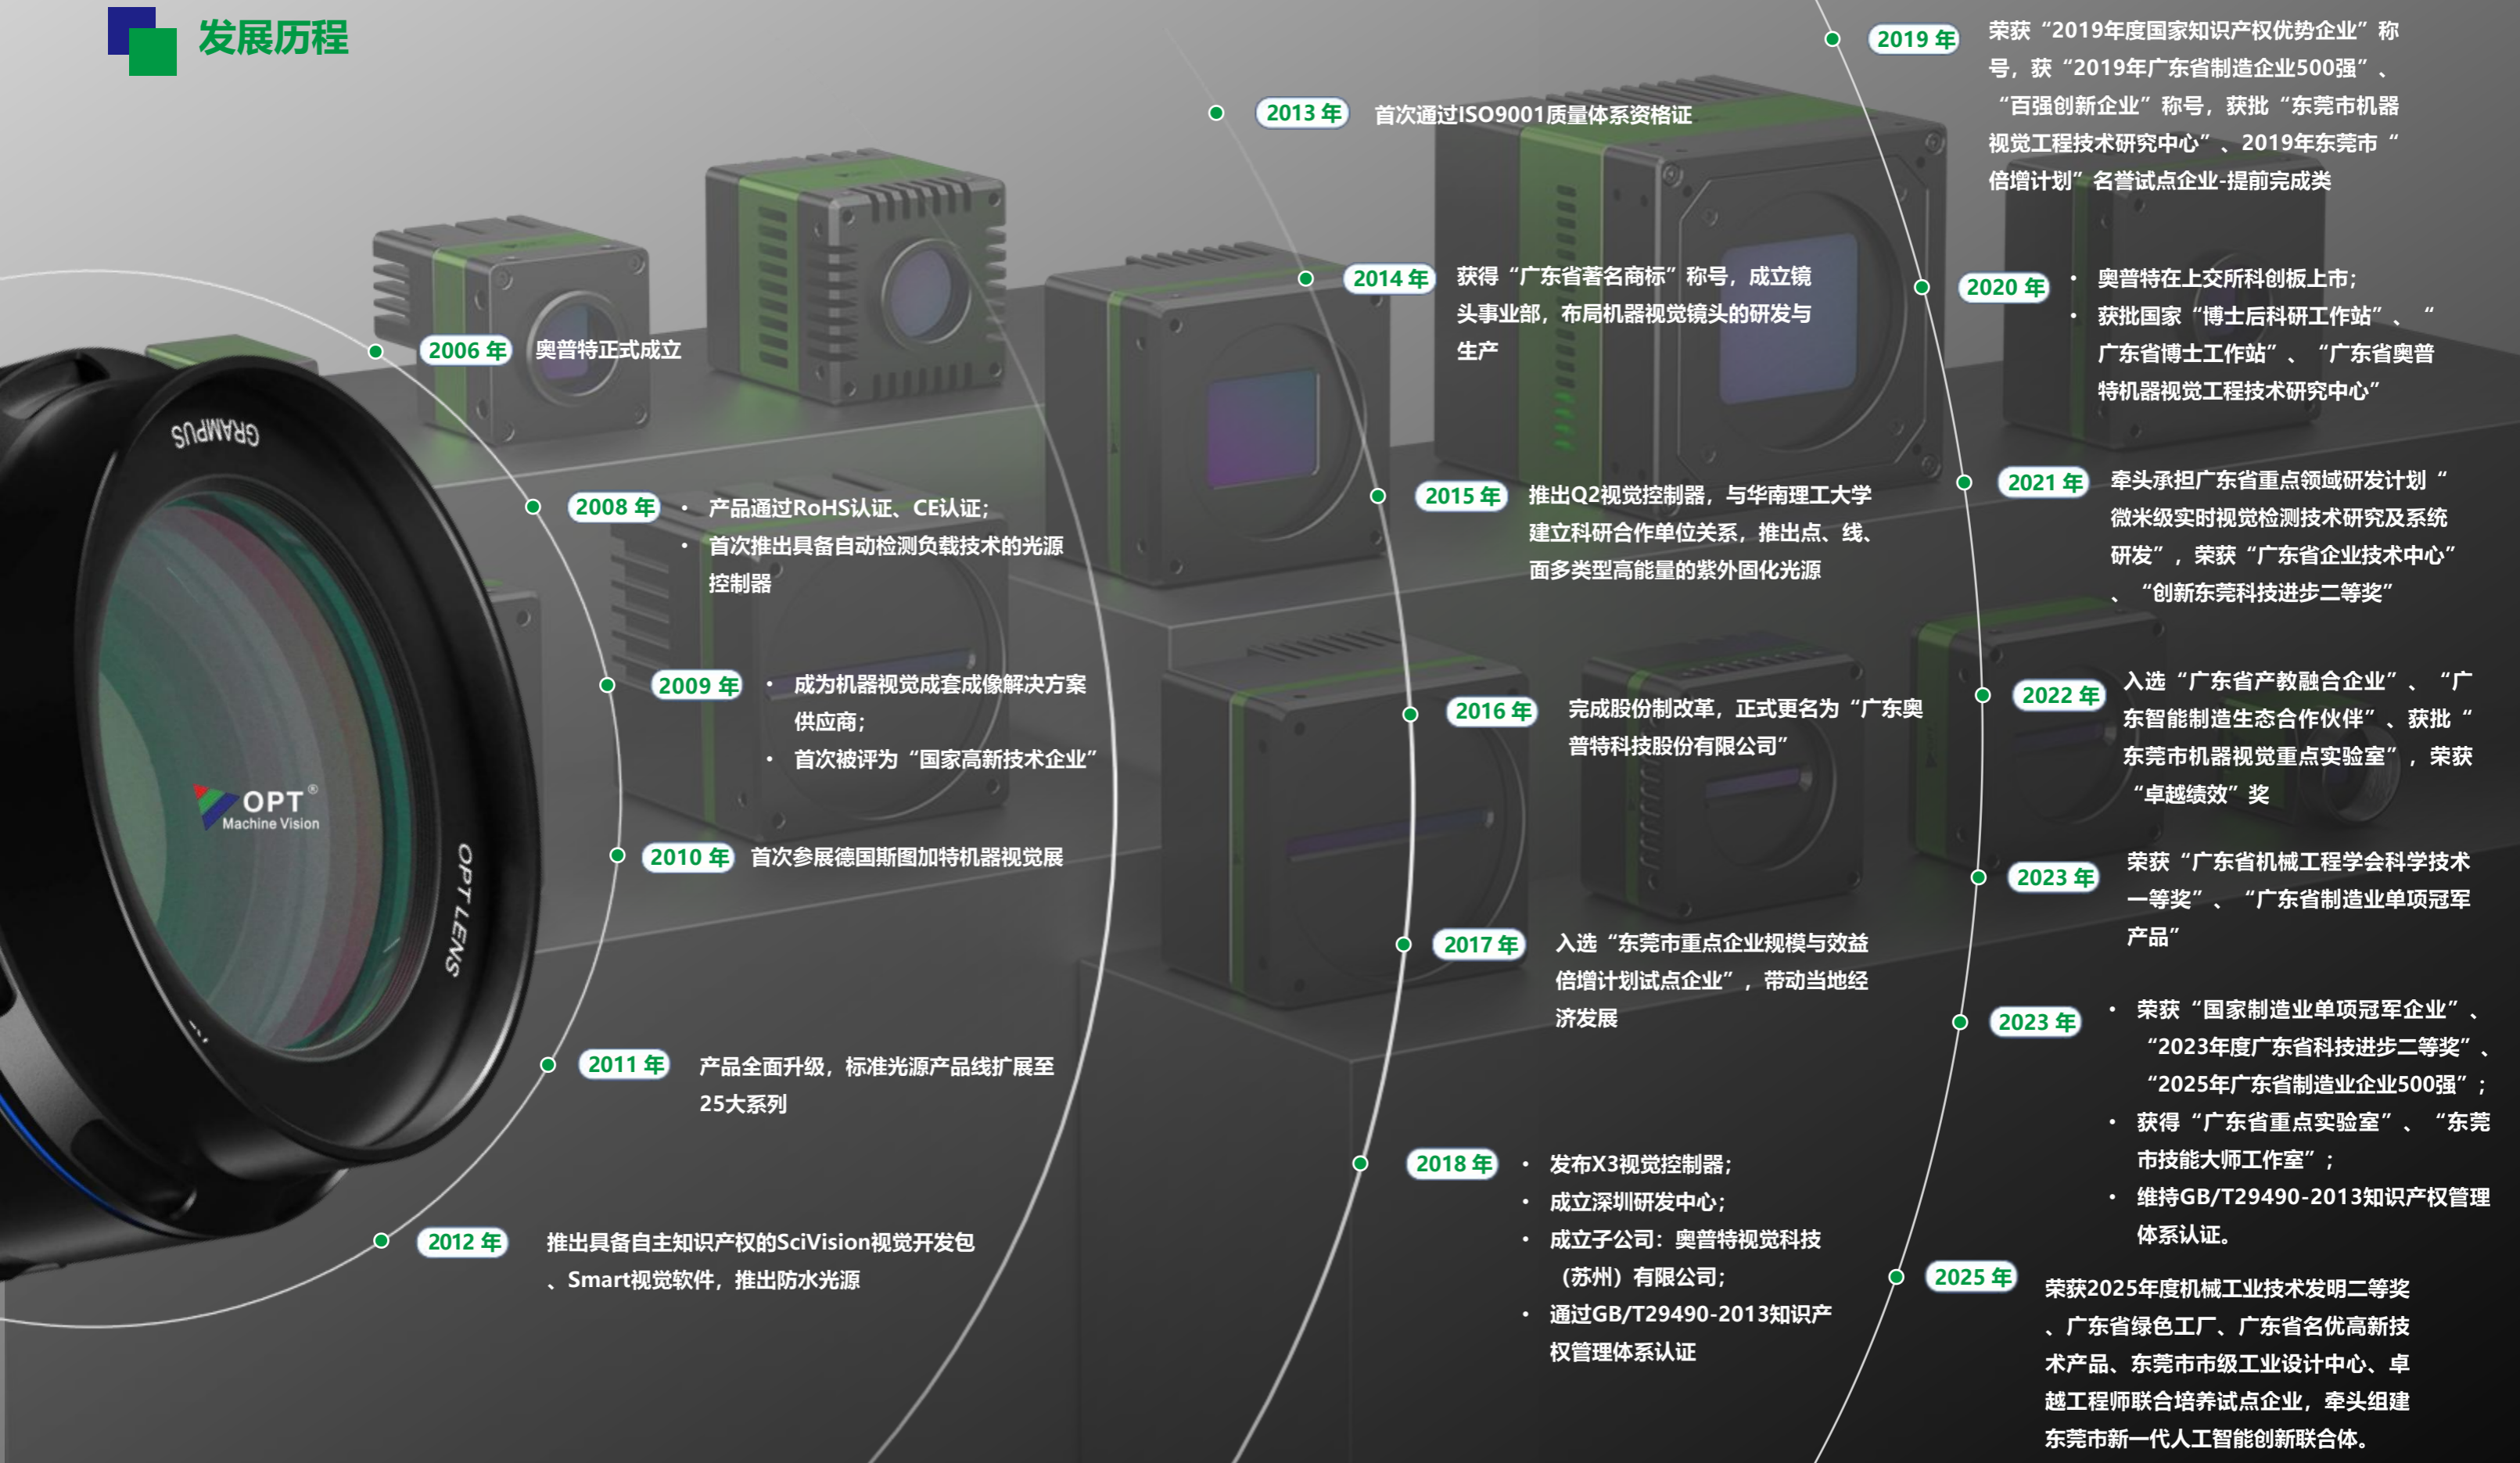 发展历程
GRAMPUS
OPT®
Machine Vision
OPT LENS
2006 年
奥普特正式成立
2008 年
• 产品通过RoHS认证、CE认证；
• 首次推出具备自动检测负载技术的光源
控制器
2009 年
• 成为机器视觉成套成像解决方案
供应商；
• 首次被评为“国家高新技术企业”
2010 年
首次参展德国斯图加特机器视觉展
2011 年
产品全面升级，标准光源产品线扩展至
25大系列
2012 年
推出具备自主知识产权的SciVision视觉开发包
、Smart视觉软件，推出防水光源
2013 年
首次通过ISO9001质量体系资格证
2014 年
获得“广东省著名商标”称号，成立镜
头事业部，布局机器视觉镜头的研发与
生产
2015 年
推出Q2视觉控制器，与华南理工大学
建立科研合作单位关系，推出点、线、
面多类型高能量的紫外固化光源
2016 年
完成股份制改革，正式更名为“广东奥
普特科技股份有限公司”
2017 年
入选“东莞市重点企业规模与效益
倍增计划试点企业”，带动当地经
济发展
2018 年
• 发布X3视觉控制器；
• 成立深圳研发中心；
• 成立子公司：奥普特视觉科技
（苏州）有限公司；
• 通过GB/T29490-2013知识产
权管理体系认证
2019 年
荣获“2019年度国家知识产权优势企业”称
号，获“2019年广东省制造企业500强”、
“百强创新企业”称号，获批“东莞市机器
视觉工程技术研究中心”、2019年东莞市“
倍增计划”名誉试点企业-提前完成类
2020 年
• 奥普特在上交所科创板上市；
• 获批国家“博士后科研工作站”、“
广东省博士工作站”、“广东省奥普
特机器视觉工程技术研究中心”
2021 年
牵头承担广东省重点领域研发计划“
微米级实时视觉检测技术研究及系统
研发”，荣获“广东省企业技术中心”
、“创新东莞科技进步二等奖”
2022 年
入选“广东省产教融合企业”、“广
东智能制造生态合作伙伴”、获批“
东莞市机器视觉重点实验室”，荣获
“卓越绩效”奖
2023 年
荣获“广东省机械工程学会科学技术
一等奖”、“广东省制造业单项冠军
产品”
2023 年
• 荣获“国家制造业单项冠军企业”、
“2023年度广东省科技进步二等奖”、
“2025年广东省制造业企业500强”；
• 获得“广东省重点实验室”、“东莞
市技能大师工作室”；
• 维持GB/T29490-2013知识产权管理
体系认证。
2025 年
荣获2025年度机械工业技术发明二等奖
、广东省绿色工厂、广东省名优高新技
术产品、东莞市市级工业设计中心、卓
越工程师联合培养试点企业，牵头组建
东莞市新一代人工智能创新联合体。